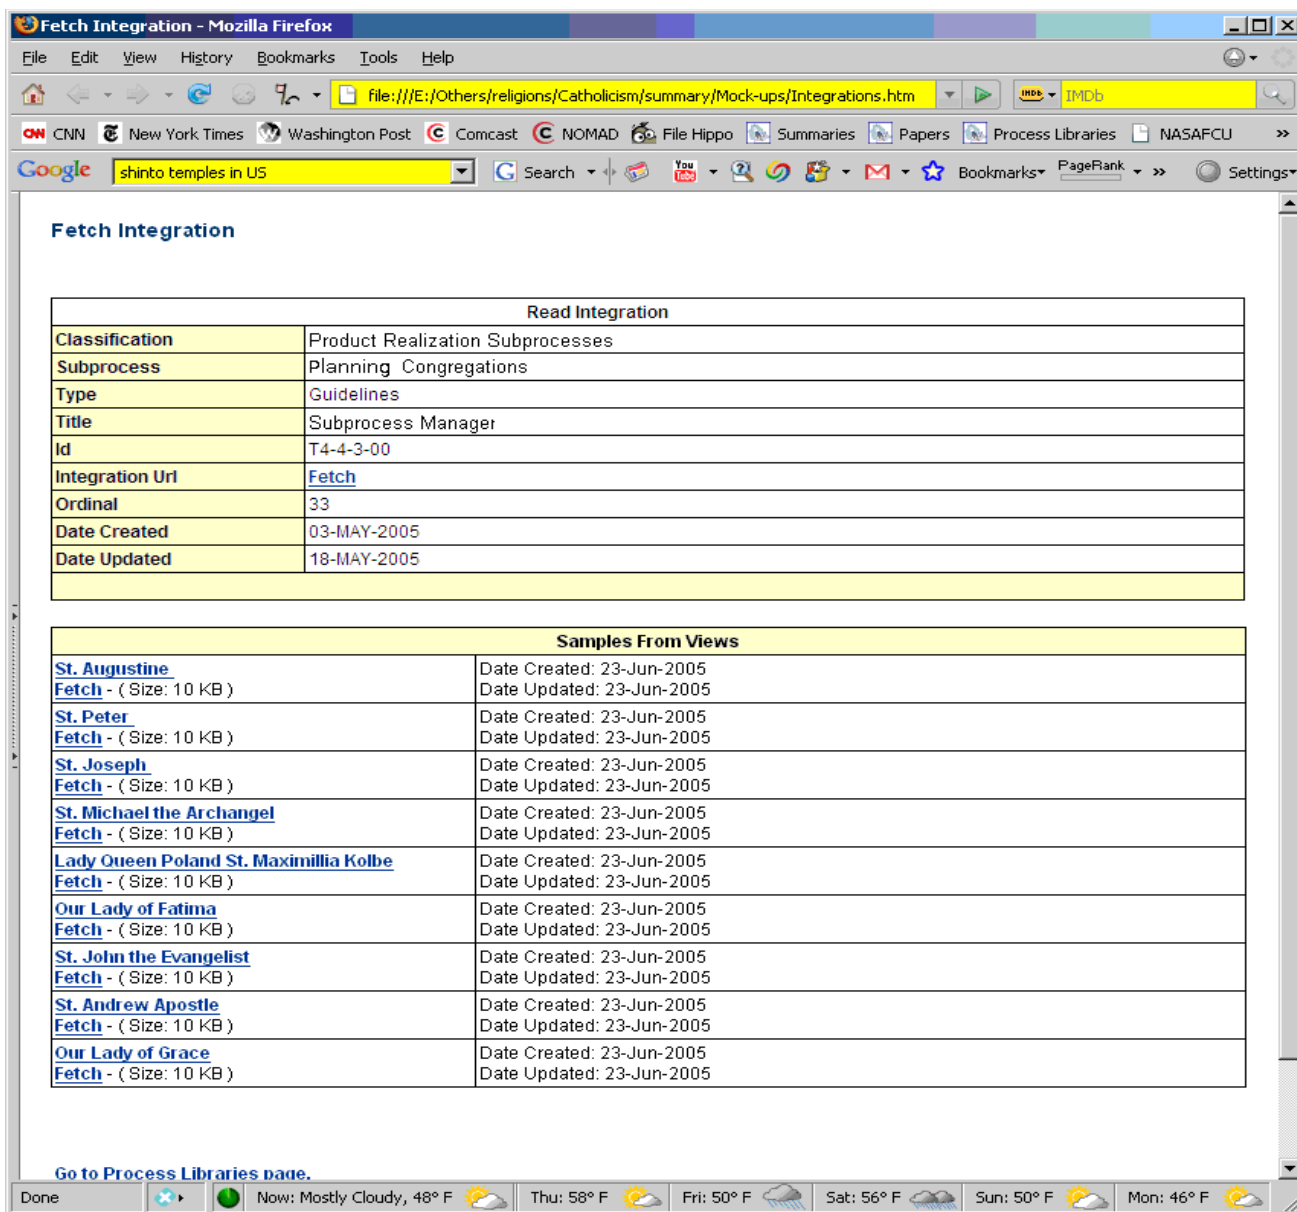 Fetch Integration - Mozilla Firefox
File Edit View History Bookmarks Tools Help
file:///E:/Others/religions/Catholicism/summary/Mock-ups/Integrations.htm IMDb IMDb
CNN CNN New York Times Washington Post Comcast NOMAD File Hippo Summaries Papers Process Libraries NASAFCU »
Google shinto temples in US G Search You Tube Bookmarks PageRank » Settings
Fetch Integration
Read Integration
Classification Product Realization Subprocesses
Subprocess Planning Congregations
Type Guidelines
Title Subprocess Manager
Id T4-4-3-00
Integration Url Fetch
Ordinal 33
Date Created 03-MAY-2005
Date Updated 18-MAY-2005
Samples From Views
St. Augustine Date Created: 23-Jun-2005
Fetch - ( Size: 10 KB ) Date Updated: 23-Jun-2005
St. Peter Date Created: 23-Jun-2005
Fetch - ( Size: 10 KB ) Date Updated: 23-Jun-2005
St. Joseph Date Created: 23-Jun-2005
Fetch - ( Size: 10 KB ) Date Updated: 23-Jun-2005
St. Michael the Archangel Date Created: 23-Jun-2005
Fetch - ( Size: 10 KB ) Date Updated: 23-Jun-2005
Lady Queen Poland St. Maximillia Kolbe Date Created: 23-Jun-2005
Fetch - ( Size: 10 KB ) Date Updated: 23-Jun-2005
Our Lady of Fatima Date Created: 23-Jun-2005
Fetch - ( Size: 10 KB ) Date Updated: 23-Jun-2005
St. John the Evangelist Date Created: 23-Jun-2005
Fetch - ( Size: 10 KB ) Date Updated: 23-Jun-2005
St. Andrew Apostle Date Created: 23-Jun-2005
Fetch - ( Size: 10 KB ) Date Updated: 23-Jun-2005
Our Lady of Grace Date Created: 23-Jun-2005
Fetch - ( Size: 10 KB ) Date Updated: 23-Jun-2005
Go to Process Libraries page.
Done Now: Mostly Cloudy, 48° F Thu: 58° F Fri: 50° F Sat: 56° F Sun: 50° F Mon: 46° F